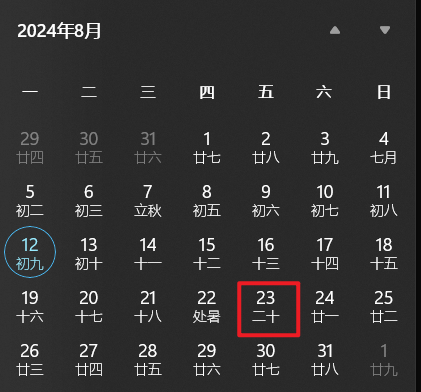 2024年8月
一 二 三 四 五 六 日
29 30 31 1 2 3 4
廿四 廿五 廿六 廿七 廿八 廿九 七月
5 6 7 8 9 10 11
初二 初三 立秋 初五 初六 初七 初八
12 13 14 15 16 17 18
初九 初十 十一 十二 十三 十四 十五
19 20 21 22 23 24 25
十六 十七 十八 处暑 二十 廿一 廿二
26 27 28 29 30 31 1
廿三 廿四 廿五 廿六 廿七 廿八 廿九